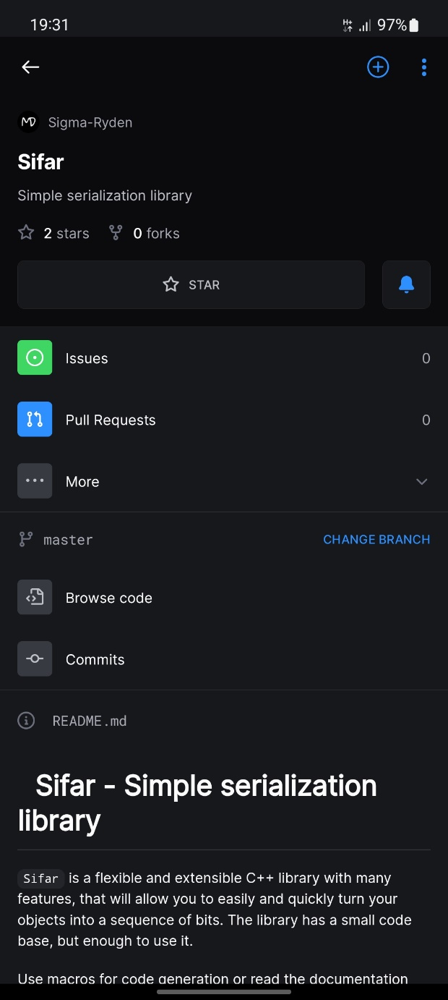 19:31 H+ 97%
MD Sigma-Ryden
Sifar
Simple serialization library
2 stars 0 forks
STAR
Issues 0
Pull Requests 0
More
master CHANGE BRANCH
Browse code
Commits
README.md
Sifar - Simple serialization
library
Sifar is a flexible and extensible C++ library with many
features, that will allow you to easily and quickly turn your
objects into a sequence of bits. The library has a small code
base, but enough to use it.
Use macros for code generation or read the documentation